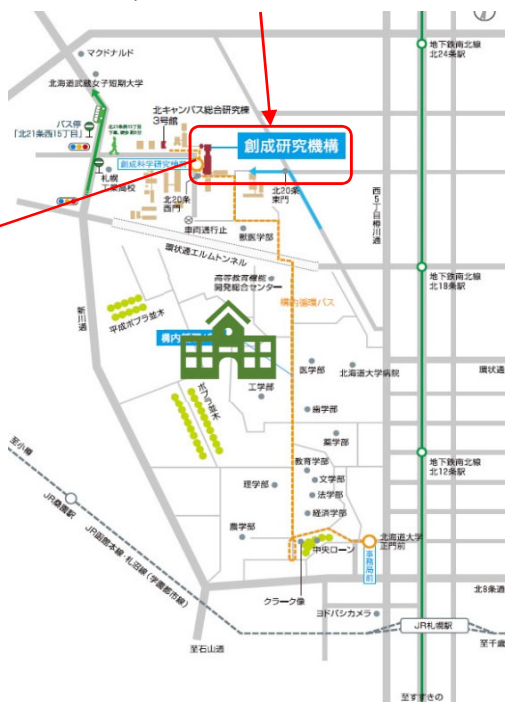 地下鉄南北線
北24条駅
マクドナルド
北海道武蔵女子短期大学
バス停
「北21条西15丁目」
北キャンパス総合研究棟
3号館
創成研究機構
創成科学研究棟前
札幌
工業高校
北20条
西門
北20条
東門
西5丁目樽川通
車両通行止
獣医学部
環状通エルムトンネル
地下鉄南北線
北18条駅
高等教育機能
開発総合センター
構内循環バス
平成ポプラ並木
新川通
構内
環状通
工学部
医学部
北海道大学病院
ポプラ並木
歯学部
薬学部
至小樽
地下鉄南北線
北12条駅
教育学部
理学部
文学部
法学部
JR桑園駅
経済学部
JR函館本線・札沼線(学園都市線)
農学部
北海道大学
正門前
中央ローン
事務局前
クラーク像
北8条通
ヨドバシカメラ
JR札幌駅
至石山通
至千歳
至すすきの